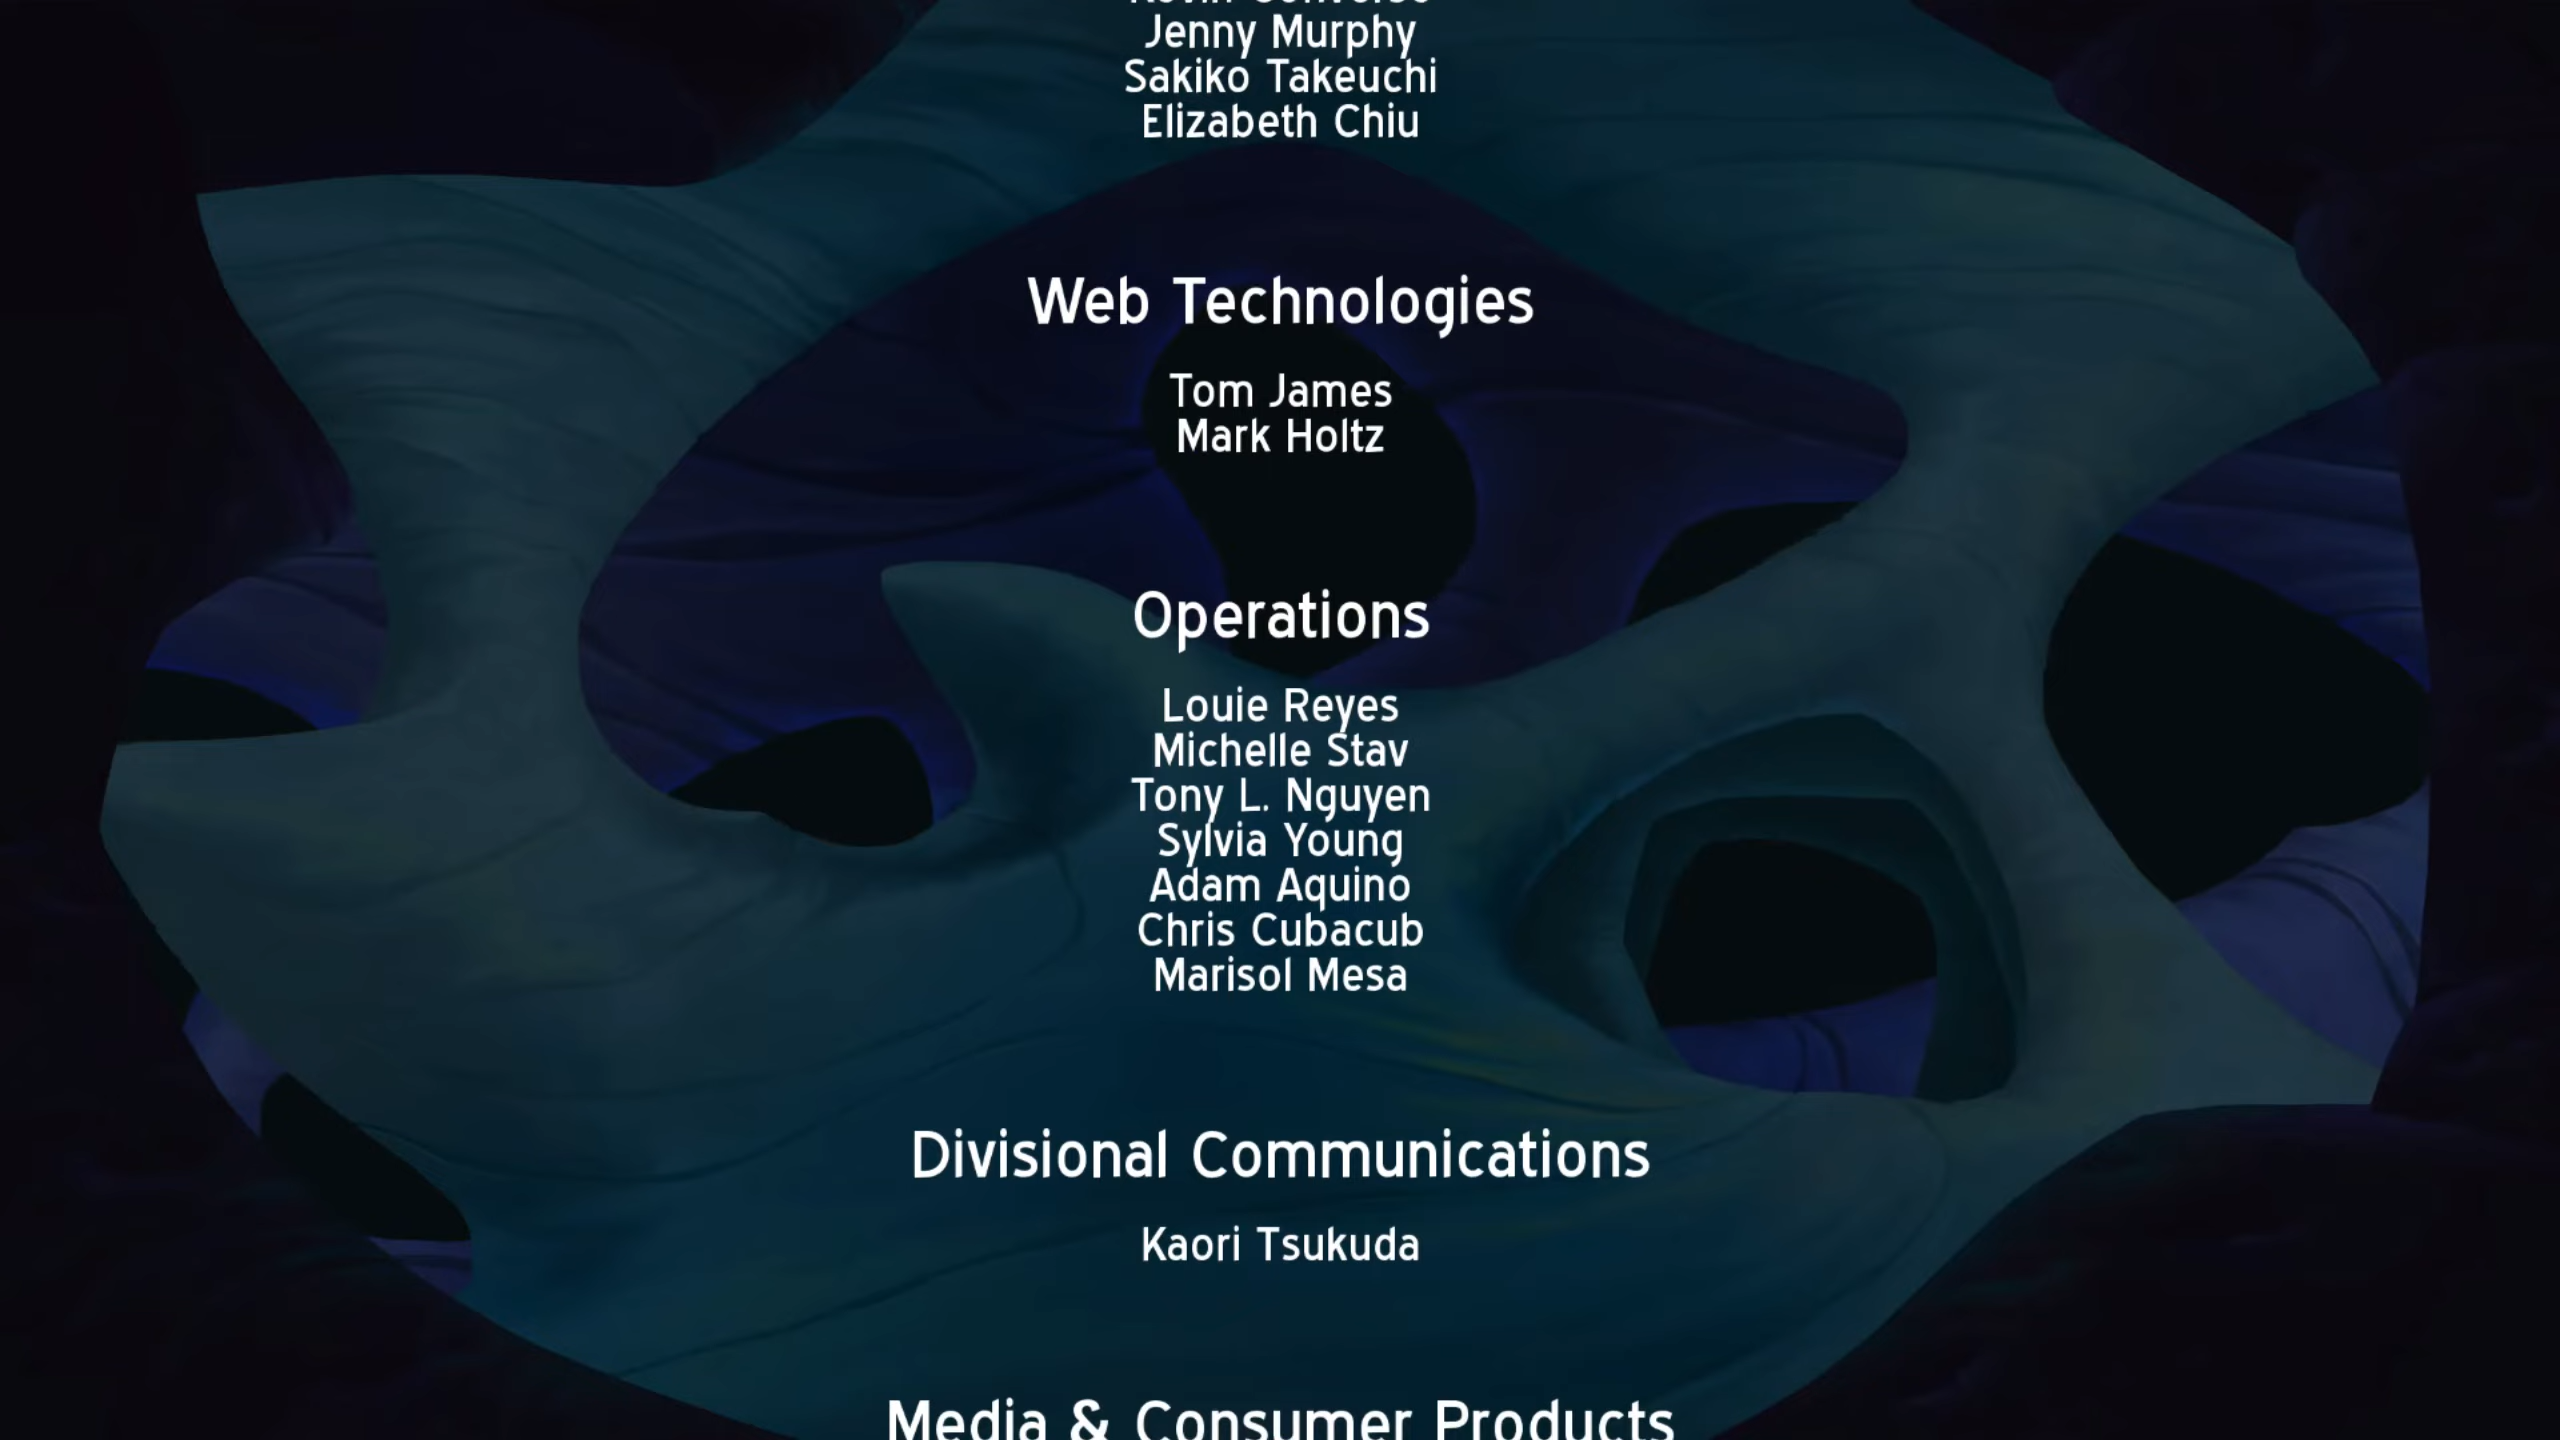 Jenny Murphy
Sakiko Takeuchi
Elizabeth Chiu
Web Technologies
Tom James
Mark Holtz
Operations
Louie Reyes
Michelle Stav
Tony L. Nguyen
Sylvia Young
Adam Aquino
Chris Cubacub
Marisol Mesa
Divisional Communications
Kaori Tsukuda
Media & Consumer Products